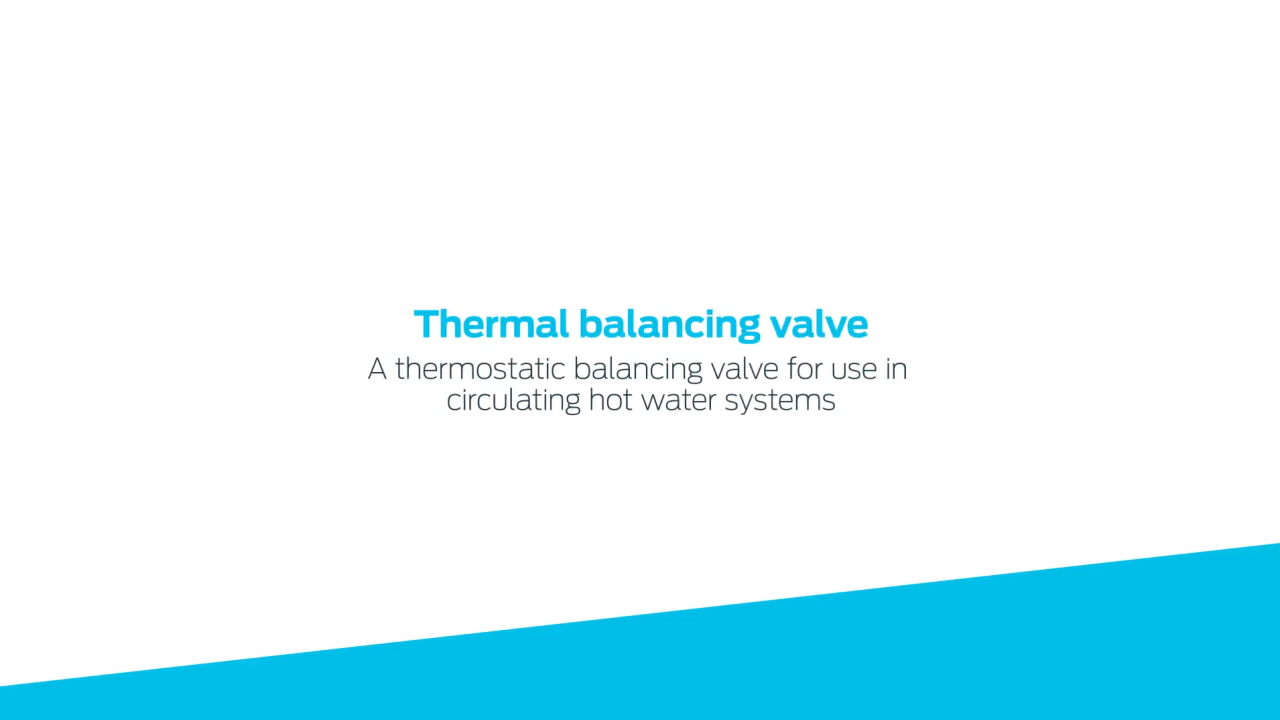 Thermal balancing valve
A thermostatic balancing valve for use in
circulating hot water systems